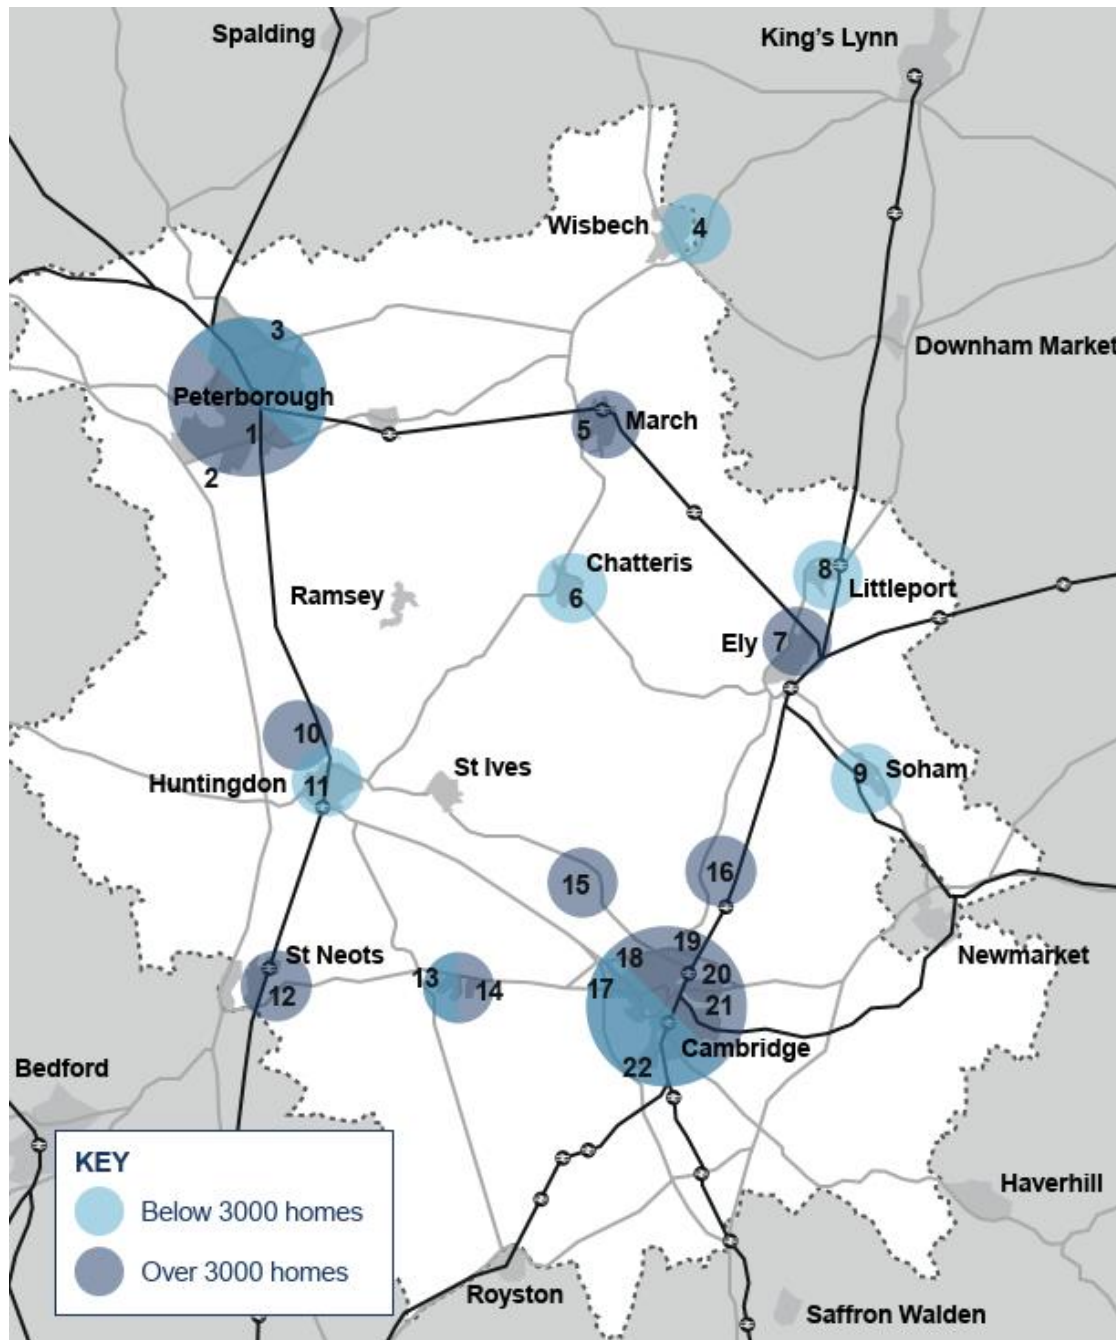 Spalding
King's Lynn
Wisbech
4
3
Downham Market
Peterborough
1
2
5
March
Chatteris
6
8
Littleport
Ramsey
Ely
7
10
Huntingdon
11
St Ives
9
Soham
15
16
St Neots
12
13
14
19
18
17
20
21
22
Cambridge
Newmarket
Bedford
KEY
Below 3000 homes
Over 3000 homes
Haverhill
Royston
Saffron Walden